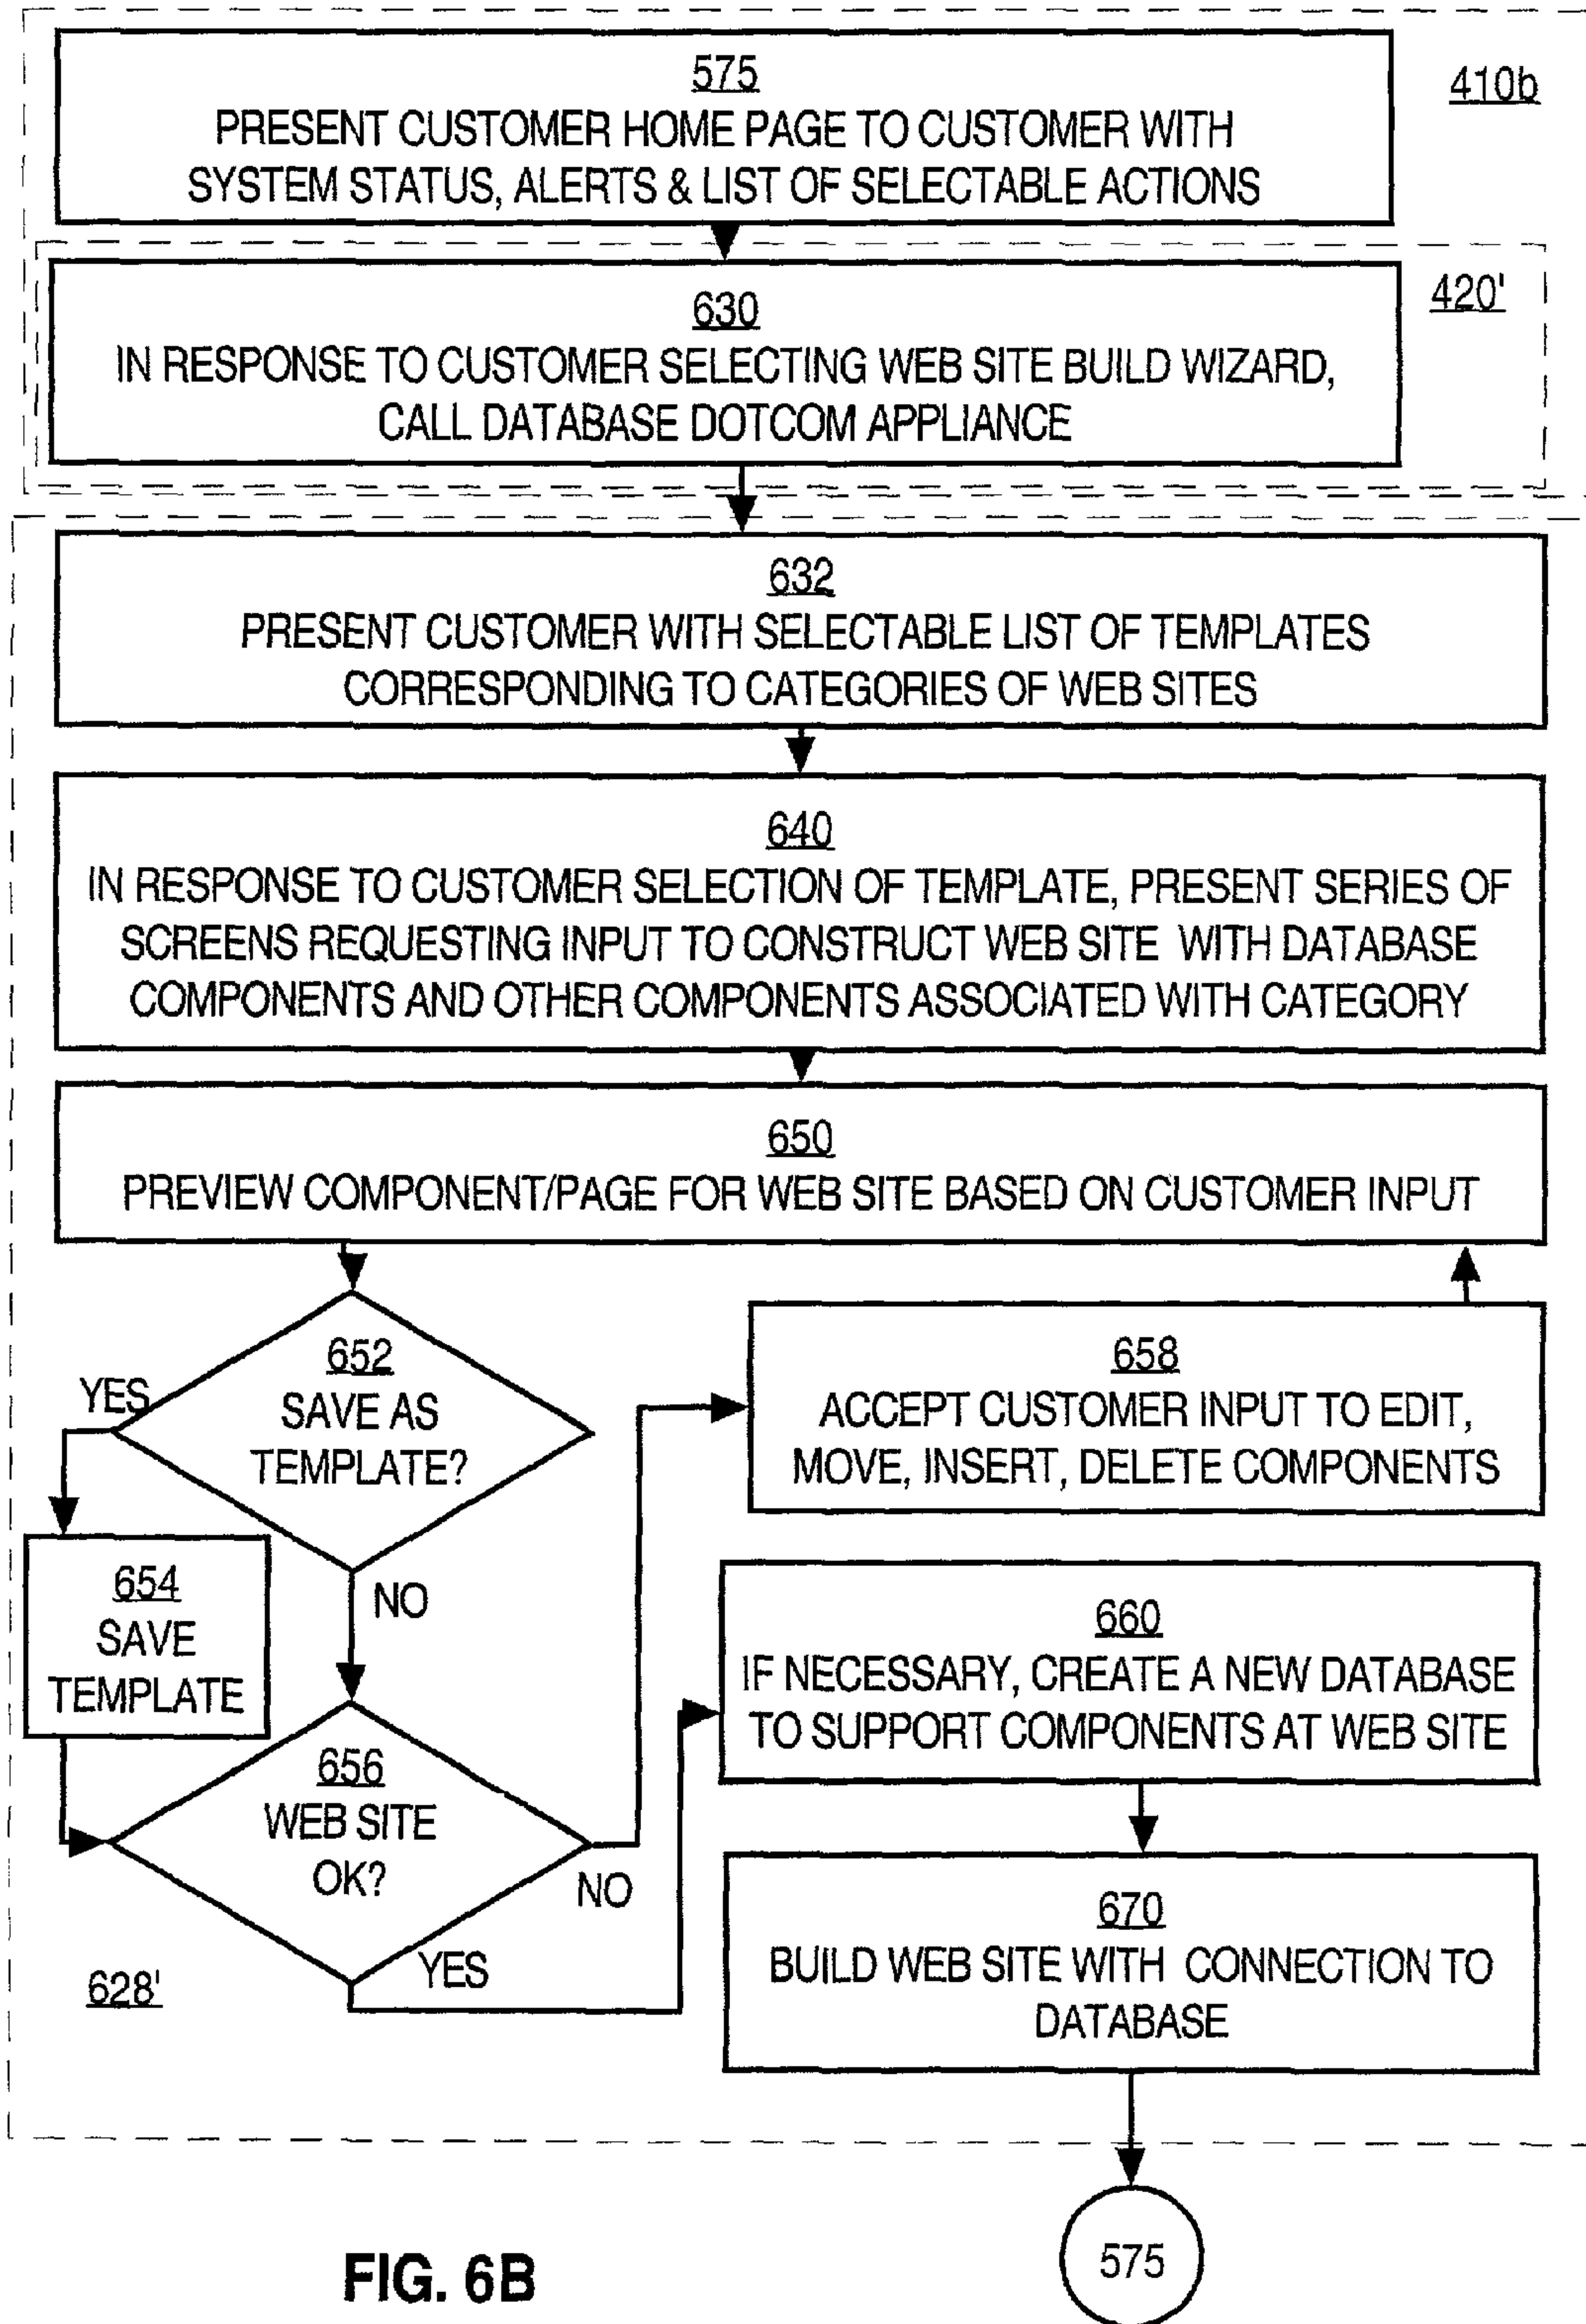 575
410b
PRESENT CUSTOMER HOME PAGE TO CUSTOMER WITH
SYSTEM STATUS, ALERTS & LIST OF SELECTABLE ACTIONS
420'
630
IN RESPONSE TO CUSTOMER SELECTING WEB SITE BUILD WIZARD,
CALL DATABASE DOTCOM APPLIANCE
632
PRESENT CUSTOMER WITH SELECTABLE LIST OF TEMPLATES
CORRESPONDING TO CATEGORIES OF WEB SITES
640
IN RESPONSE TO CUSTOMER SELECTION OF TEMPLATE, PRESENT SERIES OF
SCREENS REQUESTING INPUT TO CONSTRUCT WEB SITE WITH DATABASE
COMPONENTS AND OTHER COMPONENTS ASSOCIATED WITH CATEGORY
650
PREVIEW COMPONENT/PAGE FOR WEB SITE BASED ON CUSTOMER INPUT
652
SAVE AS
TEMPLATE?
YES
NO
654
SAVE
TEMPLATE
656
WEB SITE
OK?
NO
YES
658
ACCEPT CUSTOMER INPUT TO EDIT,
MOVE, INSERT, DELETE COMPONENTS
660
IF NECESSARY, CREATE A NEW DATABASE
TO SUPPORT COMPONENTS AT WEB SITE
670
BUILD WEB SITE WITH CONNECTION TO
DATABASE
628'
575
FIG. 6B